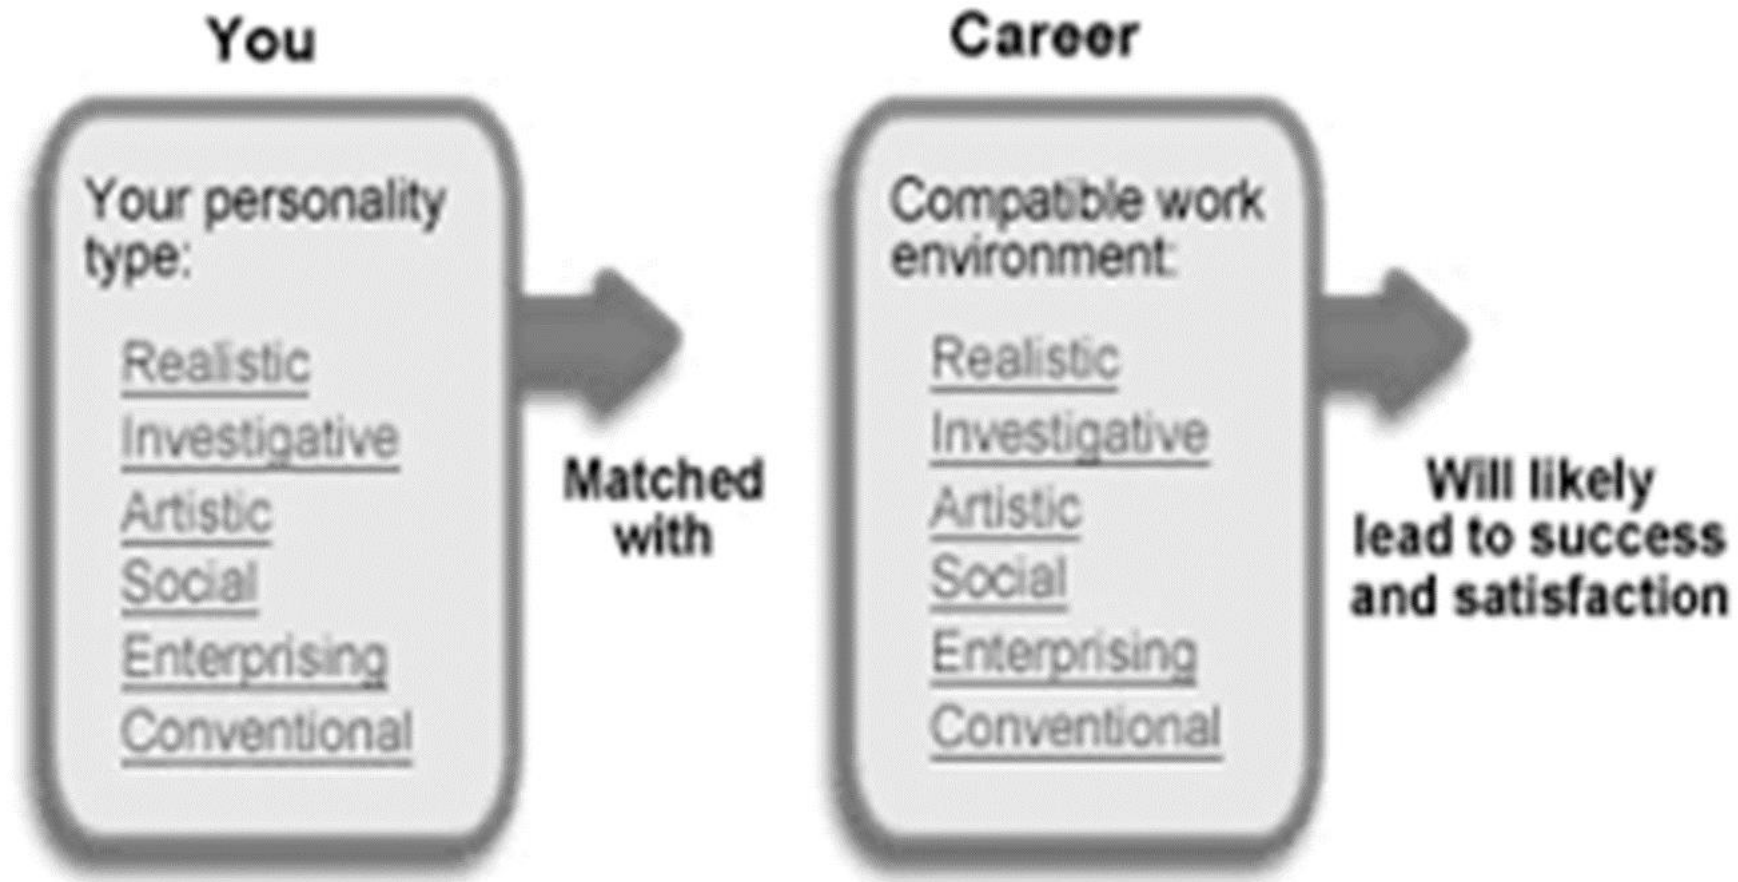 You
Your personality
type:
Realistic
Investigative
Artistic
Social
Enterprising
Conventional
Matched
with
Career
Compatible work
environment:
Realistic
Investigative
Artistic
Social
Enterprising
Conventional
Will likely
lead to success
and satisfaction